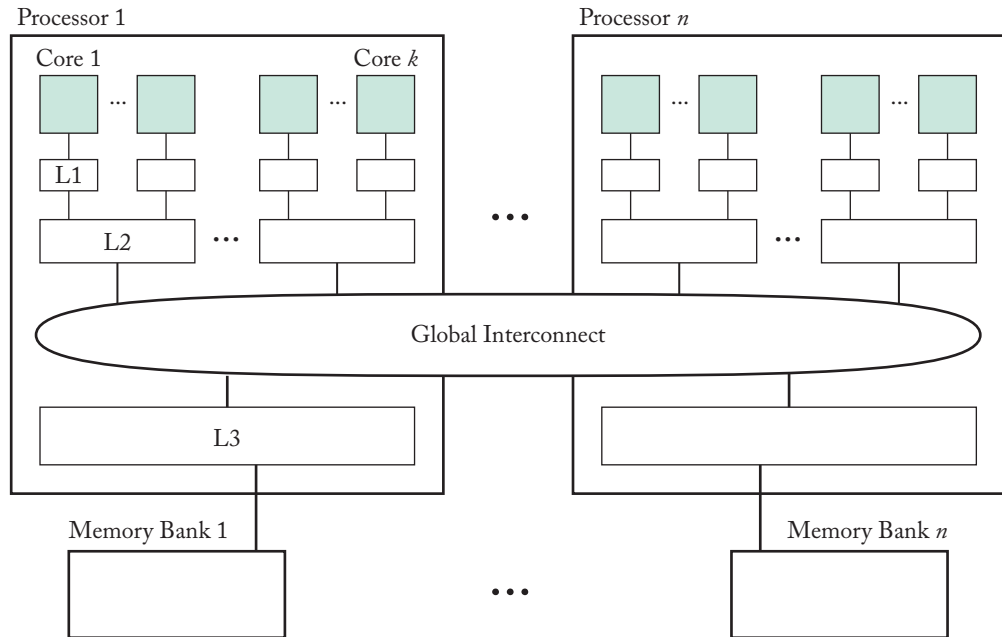 Processor 1
Processor n
Core 1
Core k
...
...
...
...
L1
...
L2
...
...
Global Interconnect
L3
Memory Bank 1
Memory Bank n
...